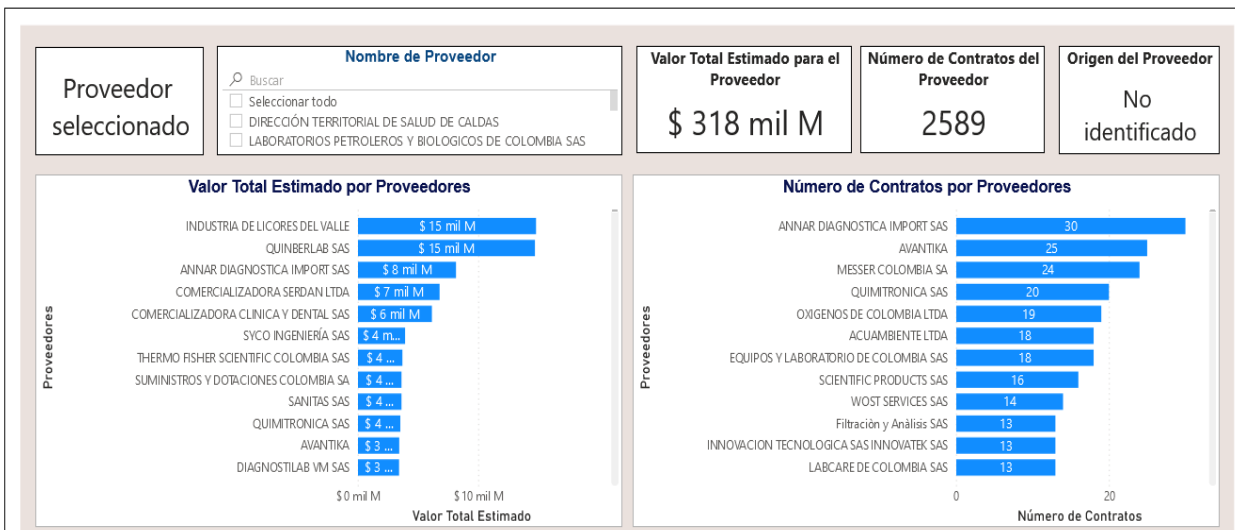 Proveedor
seleccionado
Nombre de Proveedor
Buscar
Seleccionar todo
DIRECCIÓN TERRITORIAL DE SALUD DE CALDAS
LABORATORIOS PETROLEROS Y BIOLOGICOS DE COLOMBIA SAS
Valor Total Estimado para el
Proveedor
$ 318 mil M
Número de Contratos del
Proveedor
2589
Origen del Proveedor
No
identificado
Valor Total Estimado por Proveedores
Proveedores
INDUSTRIA DE LICORES DEL VALLE $ 15 mil M
QUINBERLAB SAS $ 15 mil M
ANNAR DIAGNOSTICA IMPORT SAS $ 8 mil M
COMERCIALIZADORA SERDAN LTDA $ 7 mil M
COMERCIALIZADORA CLINICA Y DENTAL SAS $ 6 mil M
SYCO INGENIERÍA SAS $ 4 m...
THERMO FISHER SCIENTIFIC COLOMBIA SAS $ 4 ...
SUMINISTROS Y DOTACIONES COLOMBIA SA $ 4 ...
SANITAS SAS $ 4 ...
QUIMITRONICA SAS $ 4 ...
AVANTIKA $ 3 ...
DIAGNOSTILAB VM SAS $ 3 ...
$ 0 mil M $ 10 mil M
Valor Total Estimado
Número de Contratos por Proveedores
Proveedores
ANNAR DIAGNOSTICA IMPORT SAS 30
AVANTIKA 25
MESSER COLOMBIA SA 24
QUIMITRONICA SAS 20
OXIGENOS DE COLOMBIA LTDA 19
ACUAMBIENTE LTDA 18
EQUIPOS Y LABORATORIO DE COLOMBIA SAS 18
SCIENTIFIC PRODUCTS SAS 16
WOST SERVICES SAS 14
Filtraciòn y Anàlisis SAS 13
INNOVACION TECNOLOGICA SAS INNOVATEK SAS 13
LABCARE DE COLOMBIA SAS 13
0 20
Número de Contratos